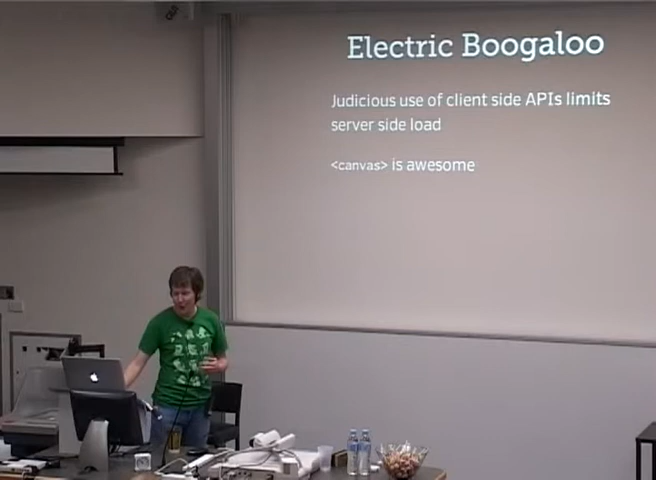 Electric Boogaloo
Judicious use of client side APIs limits
server side load
<canvas> is awesome